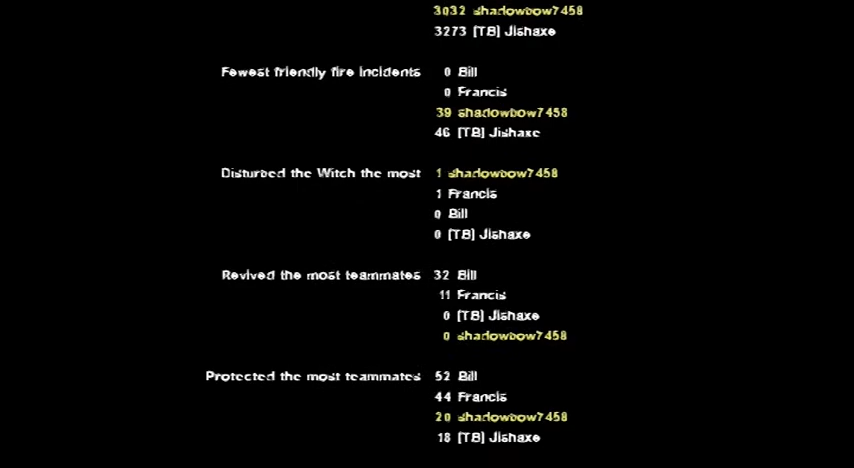 3032 shadowbow7458
3273 [TB] Jishaxe
Fewest friendly fire incidents 0 Bill
0 Francis
39 shadowbow7458
46 [TB] Jishaxe
Disturbed the Witch the most 1 shadowbow7458
1 Francis
0 Bill
0 [TB] Jishaxe
Revived the most teammates 32 Bill
11 Francis
0 [TB] Jishaxe
0 shadowbow7458
Protected the most teammates 52 Bill
44 Francis
20 shadowbow7458
18 [TB] Jishaxe